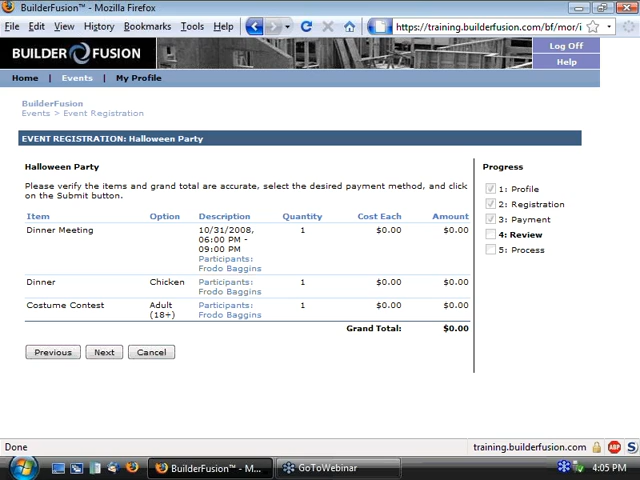 BuilderFusion™ - Mozilla Firefox
File Edit View History Bookmarks Tools Help
https://training.builderfusion.com/bf/mor/i
BUILDER FUSION
Log Off
Help
Home | Events | My Profile
BuilderFusion
Events > Event Registration
EVENT REGISTRATION: Halloween Party
Halloween Party
Please verify the items and grand total are accurate, select the desired payment method, and click
on the Submit button.
Item Option Description Quantity Cost Each Amount
Dinner Meeting 10/31/2008, 1 $0.00 $0.00
06:00 PM -
09:00 PM
Participants:
Frodo Baggins
Dinner Chicken Participants: 1 $0.00 $0.00
Frodo Baggins
Costume Contest Adult Participants: 1 $0.00 $0.00
(18+) Frodo Baggins
Grand Total: $0.00
Previous Next Cancel
Progress
1: Profile
2: Registration
3: Payment
4: Review
5: Process
Done
training.builderfusion.com
ABP
S
BuilderFusion™ - M...
GoToWebinar
4:05 PM